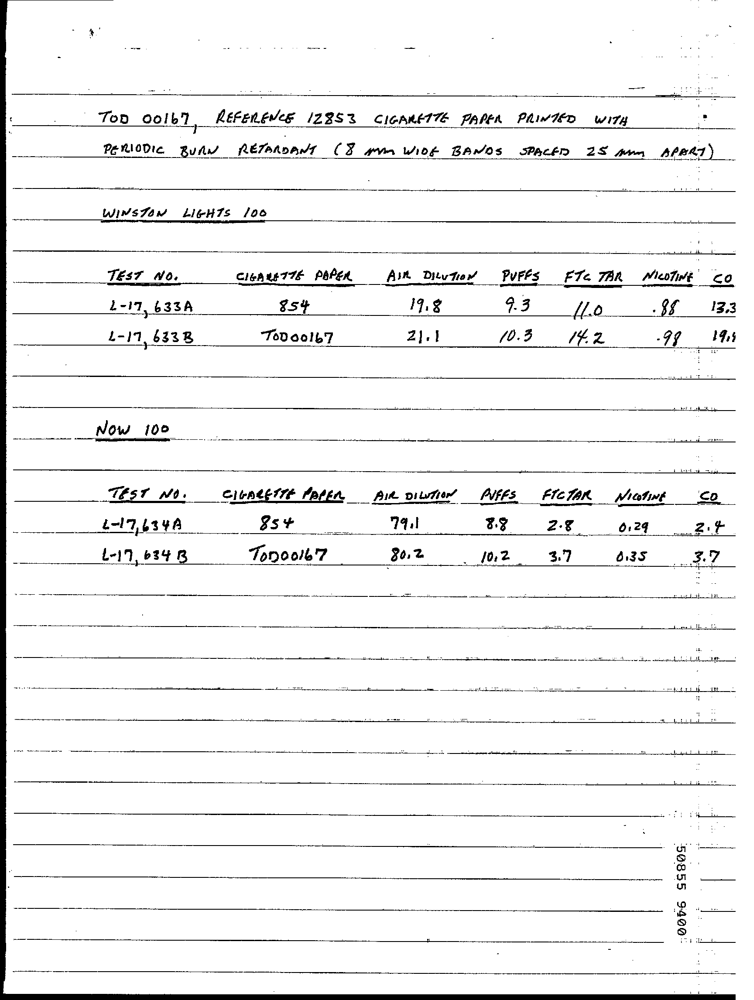 TOD 00167, REFERENCE 12853 CIGARETTE PAPER PRINTED WITH
PERIODIC BURN RETARDANT (8 mm WIDE BANDS SPACED 25 mm APART)
WINSTON LIGHTS 100
TEST NO. CIGARETTE PAPER AIR DILUTION PUFFS FTC TAR NICOTINE CO
L-17,633A 854 19.8 9.3 11.0 .88 13.3
L-17,633B TOD00167 21.1 10.3 14.2 .98
NOW 100
TEST NO. CIGARETTE PAPER AIR DILUTION PUFFS FTC TAR NICOTINE CO
L-17,634A 854 79.1 8.8 2.8 0.29 2.4
L-17,634B TOD00167 80.2 10.2 3.7 0.35 3.7
50855 9400